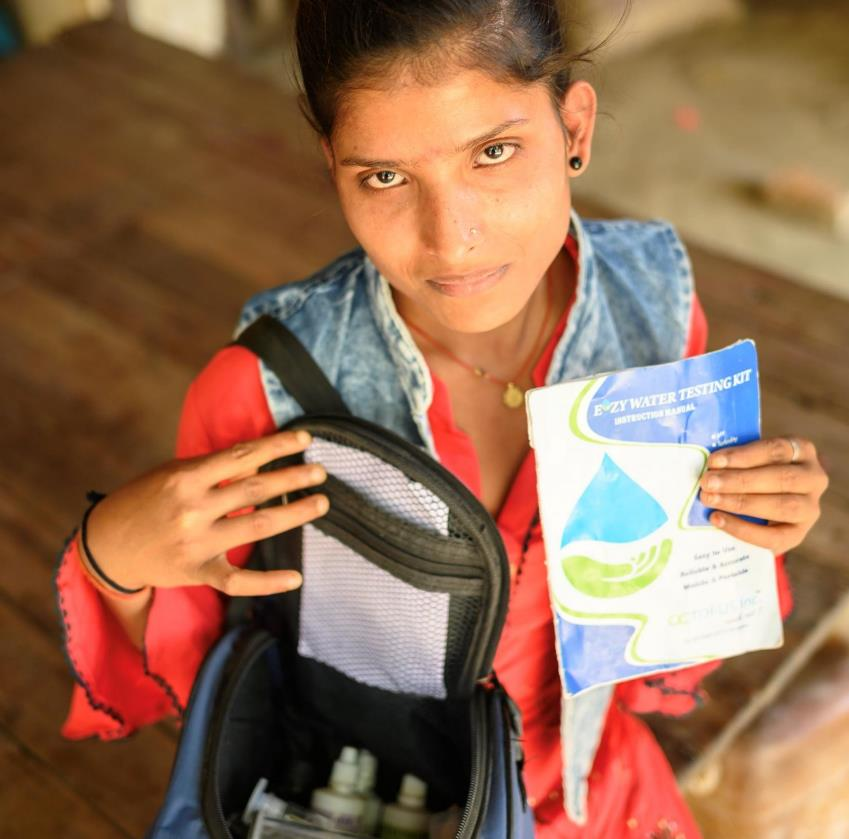 EZY WATER TESTING KIT
INSTRUCTION MANUAL
Easy to Use
Reliable & Accurate
Mobile & Portable
OCTOPUS Inc.